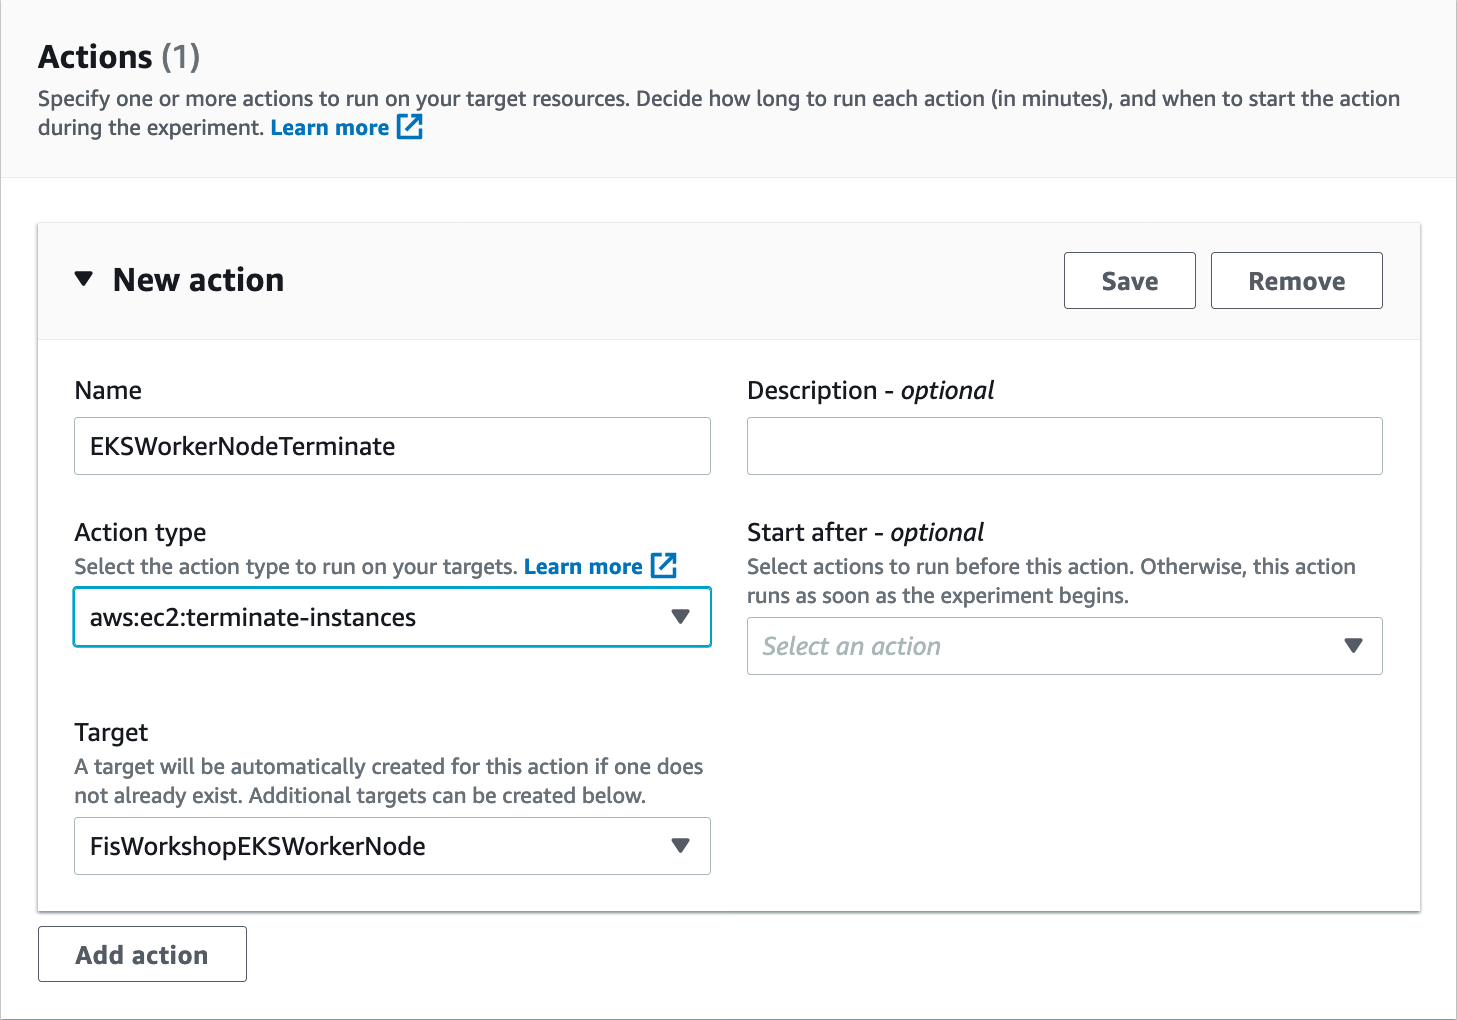 Actions (1)
Specify one or more actions to run on your target resources. Decide how long to run each action (in minutes), and when to start the action
during the experiment. Learn more
New action
Save
Remove
Name
EKSWorkerNodeTerminate
Description - optional
Action type
Select the action type to run on your targets. Learn more
aws:ec2:terminate-instances
Start after - optional
Select actions to run before this action. Otherwise, this action
runs as soon as the experiment begins.
Select an action
Target
A target will be automatically created for this action if one does
not already exist. Additional targets can be created below.
FisWorkshopEKSWorkerNode
Add action